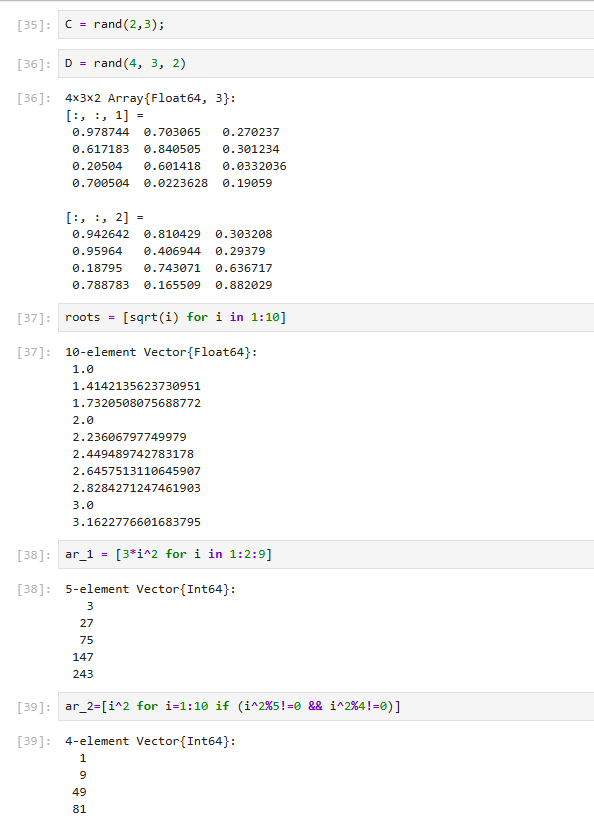 [35]: C = rand(2,3);
[36]: D = rand(4, 3, 2)
[36]: 4×3×2 Array{Float64, 3}:
[:, :, 1] =
0.978744 0.703065 0.270237
0.617183 0.840505 0.301234
0.20504 0.601418 0.0332036
0.700504 0.0223628 0.19059
[:, :, 2] =
0.942642 0.810429 0.303208
0.95964 0.406944 0.29379
0.18795 0.743071 0.636717
0.788783 0.165509 0.882029
[37]: roots = [sqrt(i) for i in 1:10]
[37]: 10-element Vector{Float64}:
1.0
1.4142135623730951
1.7320508075688772
2.0
2.23606797749979
2.449489742783178
2.6457513110645907
2.8284271247461903
3.0
3.1622776601683795
[38]: ar_1 = [3*i^2 for i in 1:2:9]
[38]: 5-element Vector{Int64}:
3
27
75
147
243
[39]: ar_2=[i^2 for i=1:10 if (i^2%5!=0 && i^2%4!=0)]
[39]: 4-element Vector{Int64}:
1
9
49
81